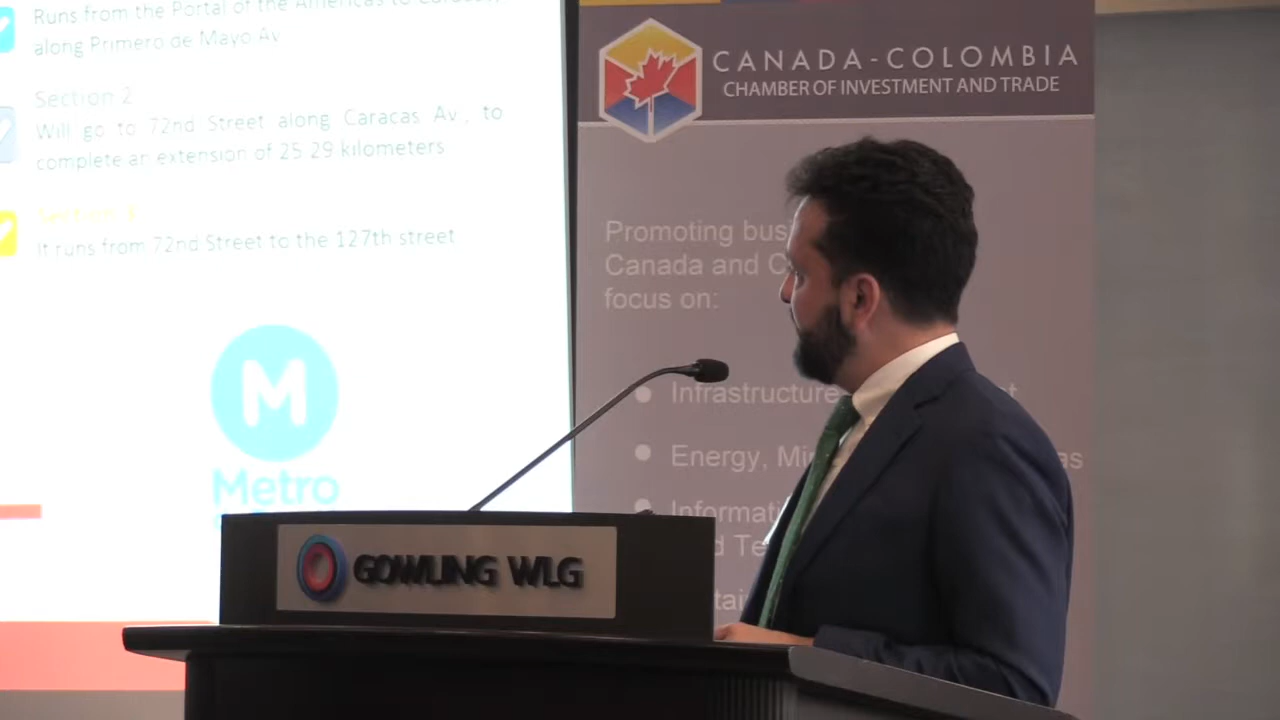 Runs from the Portal of the Americas to Caracas,
along Primero de Mayo Av
Section 2
Will go to 72nd Street along Caracas Av., to
complete an extension of 25.29 kilometers
Section 3
It runs from 72nd Street to the 127th street
M
Metro
CANADA-COLOMBIA
CHAMBER OF INVESTMENT AND TRADE
Promoting
Canada and
focus on:
Infrastructure
Energy,
GOWLING WLG